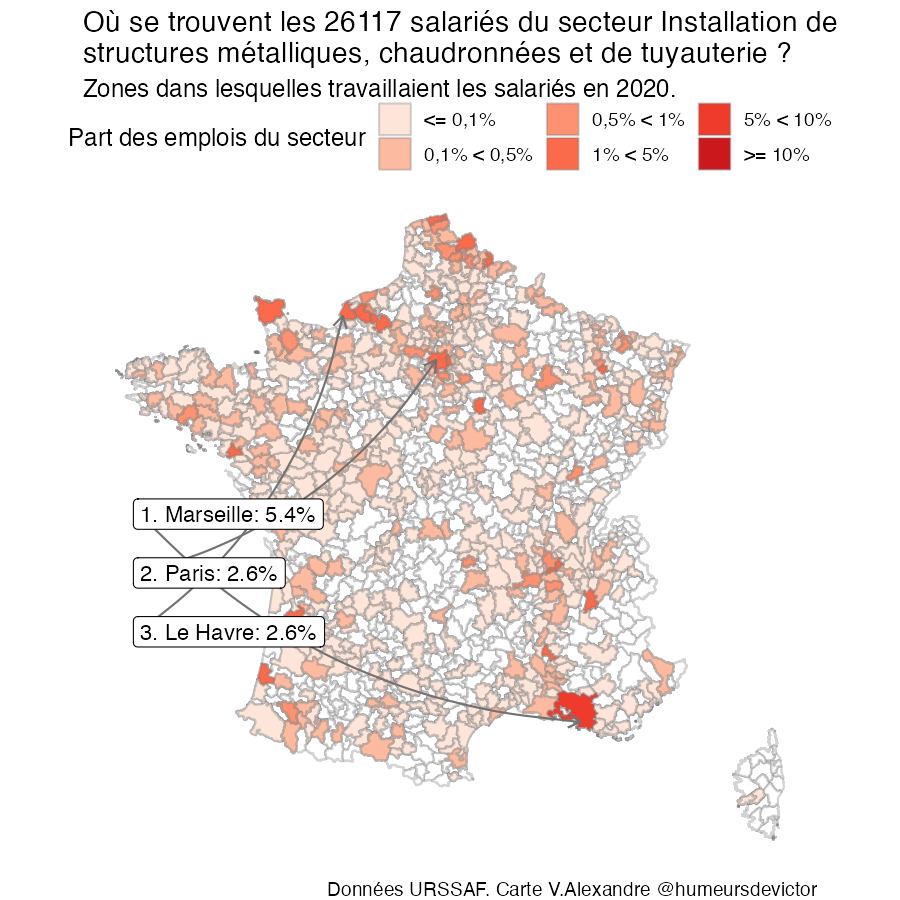 Où se trouvent les 26117 salariés du secteur Installation de
structures métalliques, chaudronnées et de tuyauterie ?
Zones dans lesquelles travaillaient les salariés en 2020.
Part des emplois du secteur
<= 0,1%
0,1% < 0,5%
0,5% < 1%
1% < 5%
5% < 10%
>= 10%
1. Marseille: 5.4%
2. Paris: 2.6%
3. Le Havre: 2.6%
Données URSSAF. Carte V.Alexandre @humeursdevictor